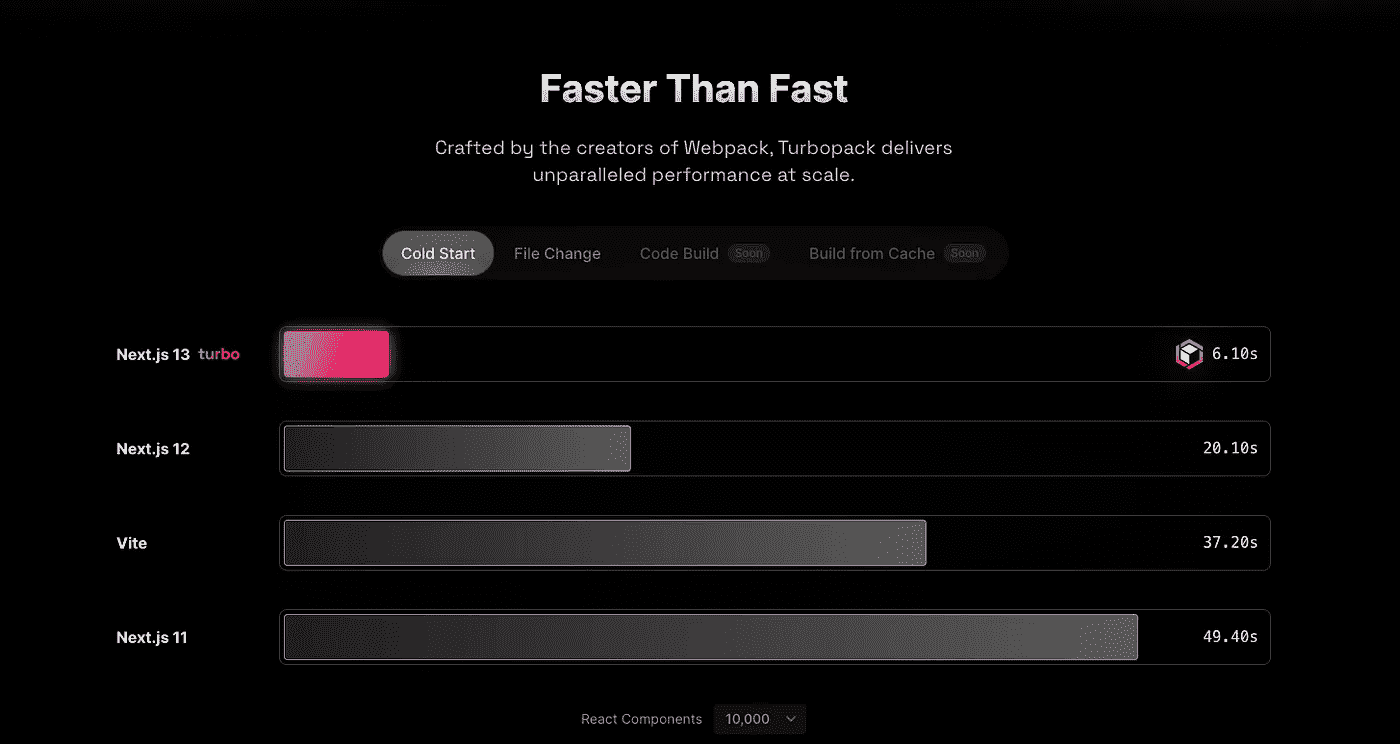 Faster Than Fast
Crafted by the creators of Webpack, Turbopack delivers
unparalleled performance at scale.
Cold Start File Change Code Build Soon Build from Cache Soon
Next.js 13 turbo 6.10s
Next.js 12 20.10s
Vite 37.20s
Next.js 11 49.40s
React Components 10,000